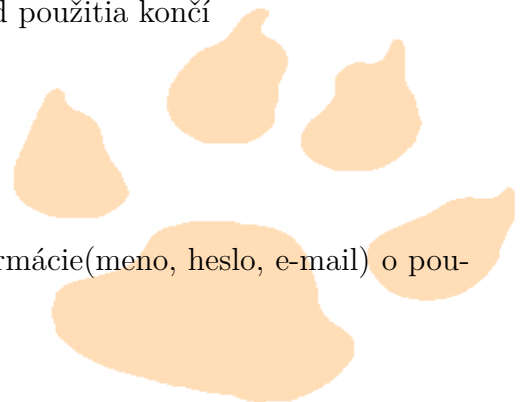 použitia končí
rmácie(meno, heslo, e-mail) o pou-